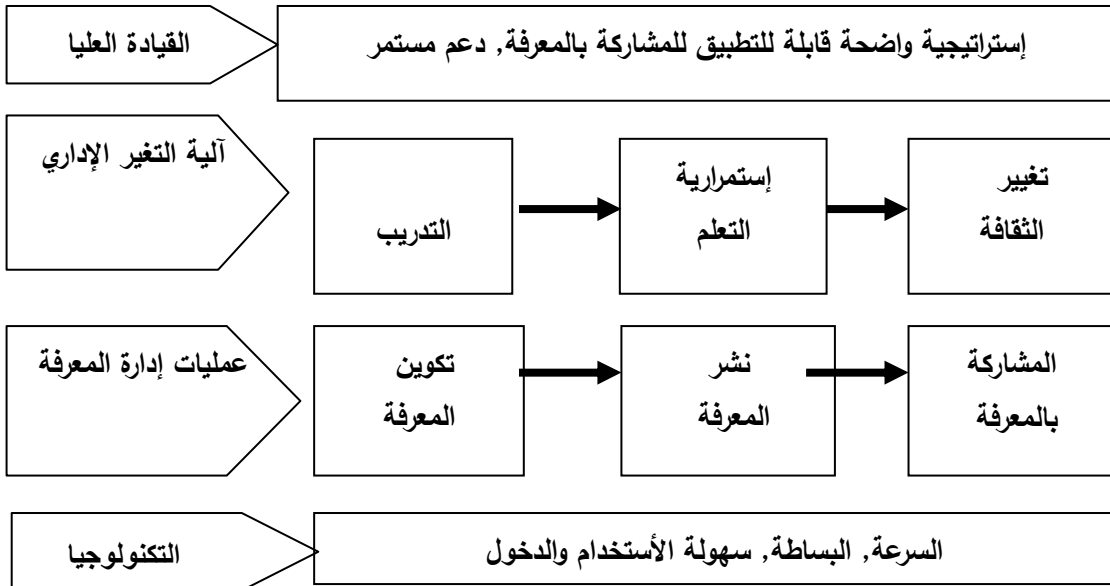 القيادة العليا
إستراتيجية واضحة قابلة للتطبيق للمشاركة بالمعرفة, دعم مستمر
آلية التغير الإداري
التدريب
إستمرارية
التعلم
تغيير
الثقافة
عمليات إدارة المعرفة
تكوين
المعرفة
نشر
المعرفة
المشاركة
بالمعرفة
التكنولوجيا
السرعة, البساطة, سهولة الأستخدام والدخول